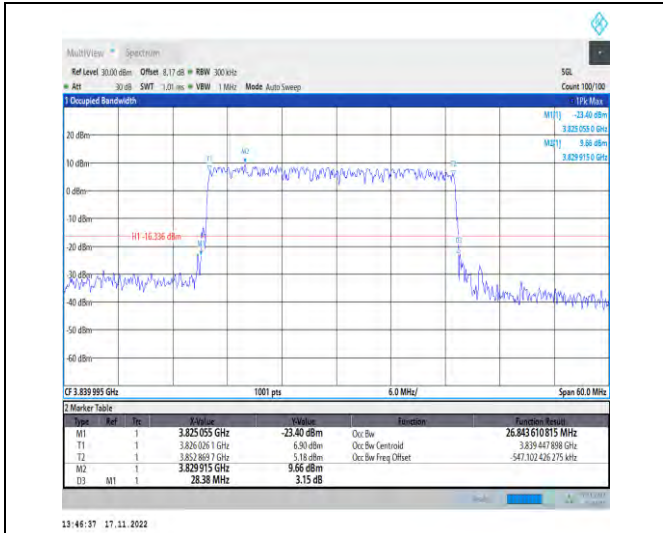 MultiView Spectrum
Ref Level 30.00 dBm Offset 8.17 dB RBW 300 kHz SGL
Att 30 dB SWT 1.01 ms VBW 1 MHz Mode Auto Sweep Count 100/100
1 Occupied Bandwidth 1Pk Max
M1[1] -23.40 dBm
3.825 055 0 GHz
20 dBm
M2[1] 9.66 dBm
3.829 915 0 GHz
M2
T1 T2
10 dBm
0 dBm
-10 dBm
H1 -16.336 dBm
-20 dBm
-30 dBm
-40 dBm
-50 dBm
-60 dBm
CF 3.839 995 GHz 1001 pts 6.0 MHz/ Span 60.0 MHz
2 Marker Table
Type Ref Trc X-Value Y-Value Function Function Result
M1 1 3.825 055 GHz -23.40 dBm Occ Bw 26.843 610 815 MHz
T1 1 3.826 026 1 GHz 6.90 dBm Occ Bw Centroid 3.839 447 898 GHz
T2 1 3.852 869 7 GHz 5.18 dBm Occ Bw Freq Offset -547.102 426 275 kHz
M2 1 3.829 915 GHz 9.66 dBm
D3 M1 1 28.38 MHz 3.15 dB
13:46:37 17.11.2022